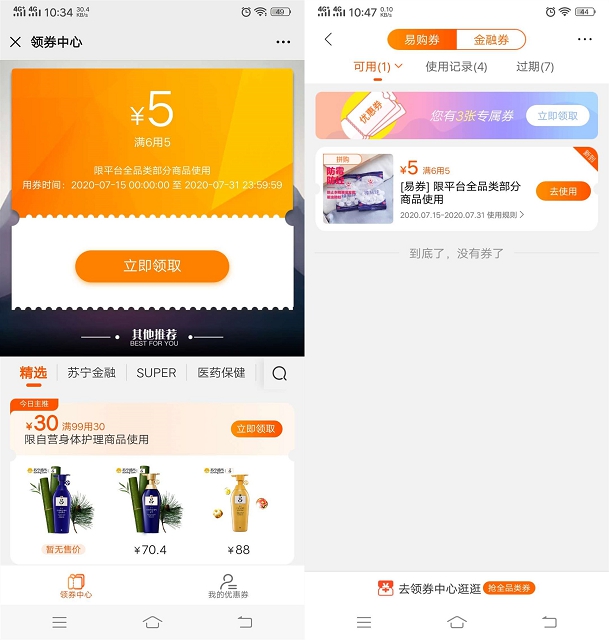 4G 4G 10:34 30.4 KB/s 49
领券中心
¥5
满6用5
限平台全品类部分商品使用
用券时间：2020-07-15 00:00:00 至 2020-07-31 23:59:59
立即领取
其他推荐
BEST FOR YOU
精选 苏宁金融 SUPER 医药保健
今日主推
¥30 满99用30
限自营身体护理商品使用
立即领取
暂无售价 ¥70.4 ¥88
领券中心 我的优惠券
4G 4G 10:47 0.10 KB/s 44
易购券 金融券
可用(1) 使用记录(4) 过期(7)
优惠券
您有3张专属券 立即领取
拼购
¥5 满6用5
[易券] 限平台全品类部分
商品使用
去使用
2020.07.15-2020.07.31 使用规则
到底了，没有券了
去领券中心逛逛 抢全品类券